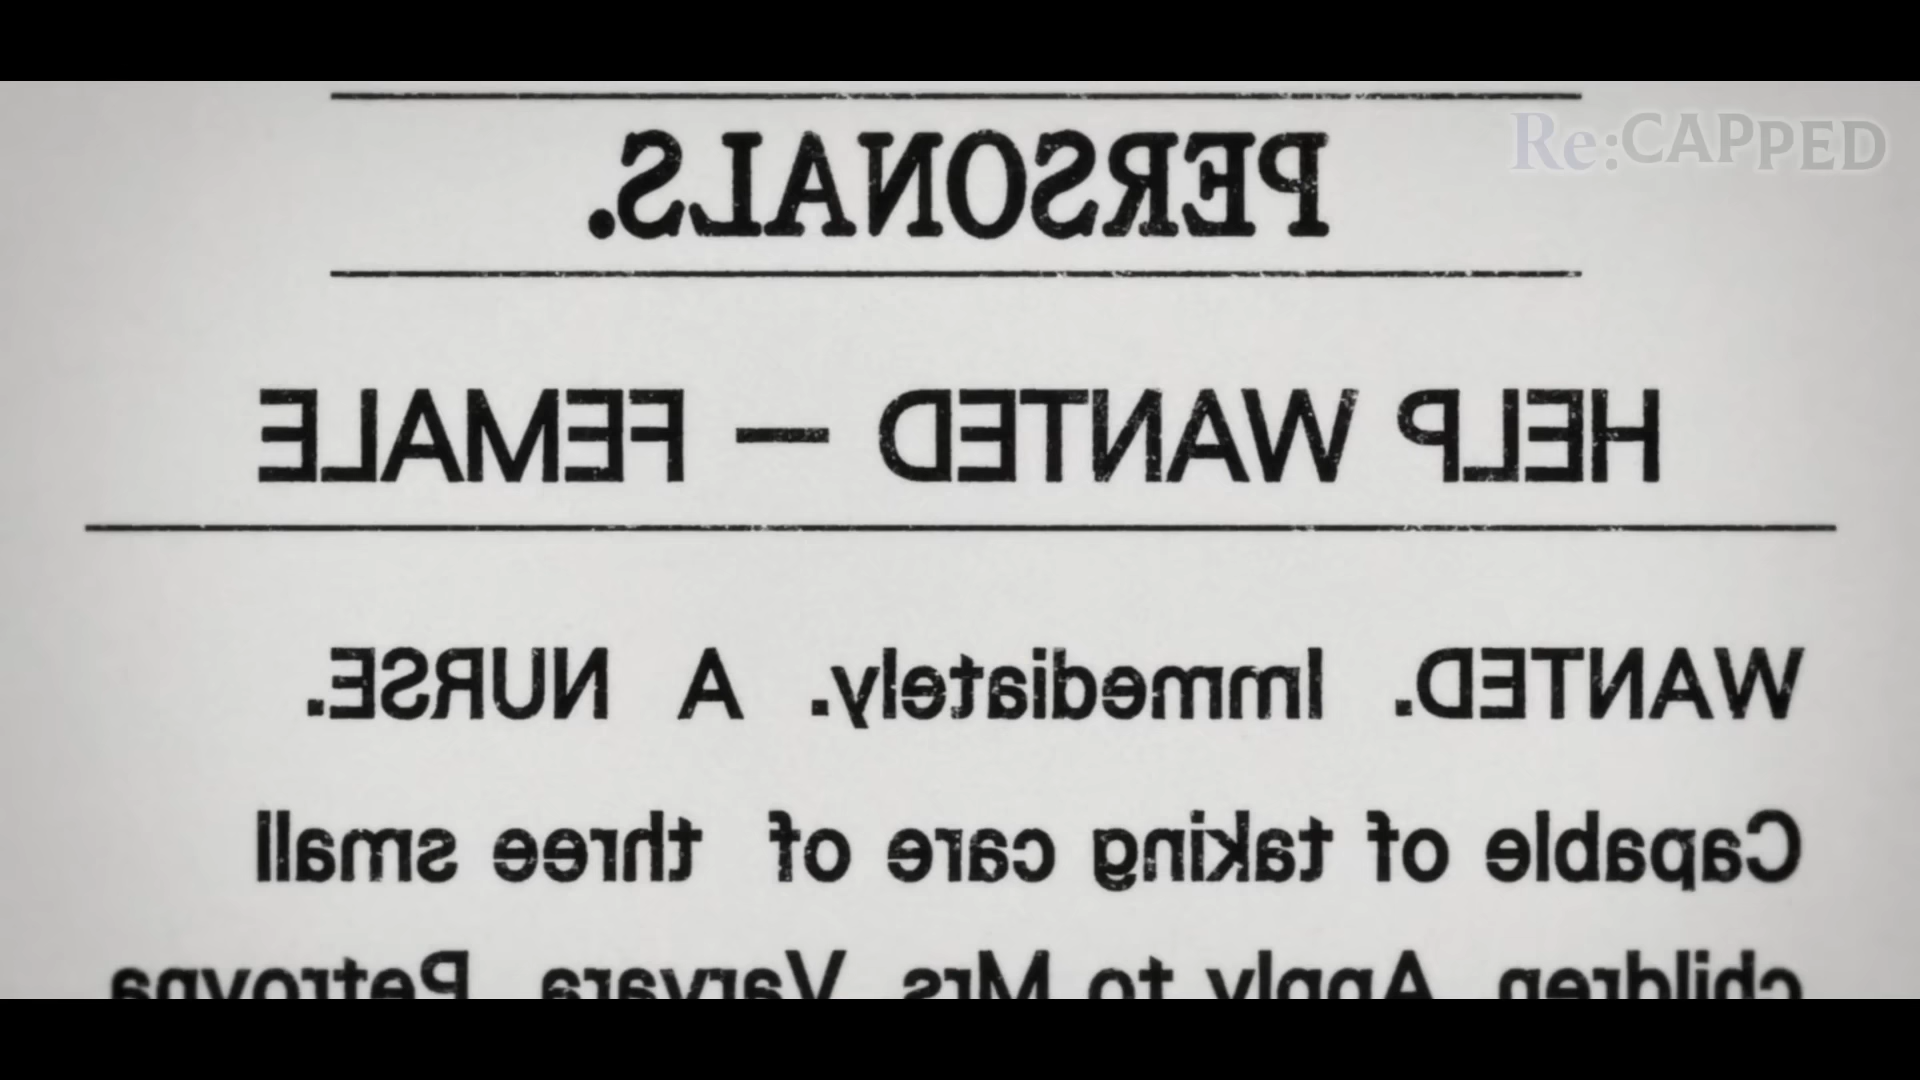 Re:CAPPED
PERSONALS.
HELP WANTED — FEMALE
WANTED. Immediately. A NURSE.
Capable of taking care of three small
children. Apply to Mrs. Varvara Petrovna